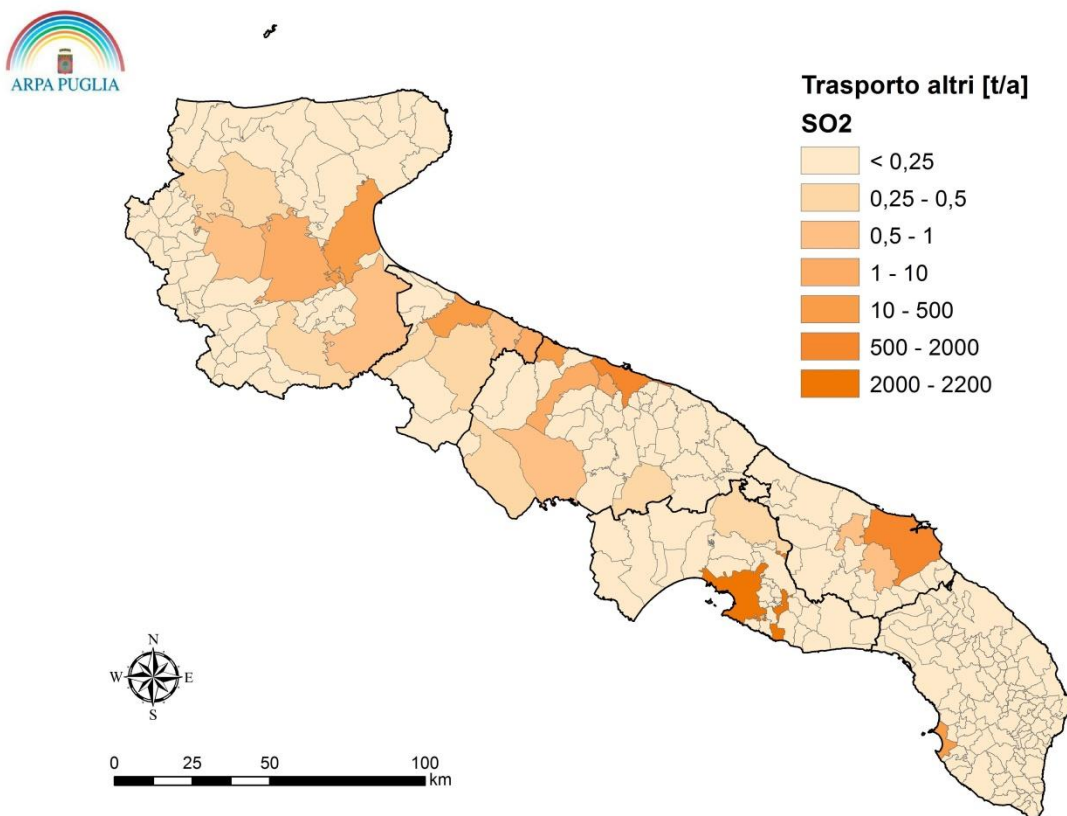 ARPA PUGLIA
Trasporto altri [t/a]
SO2
< 0,25
0,25 - 0,5
0,5 - 1
1 - 10
10 - 500
500 - 2000
2000 - 2200
N
W E
S
0 25 50 100
km